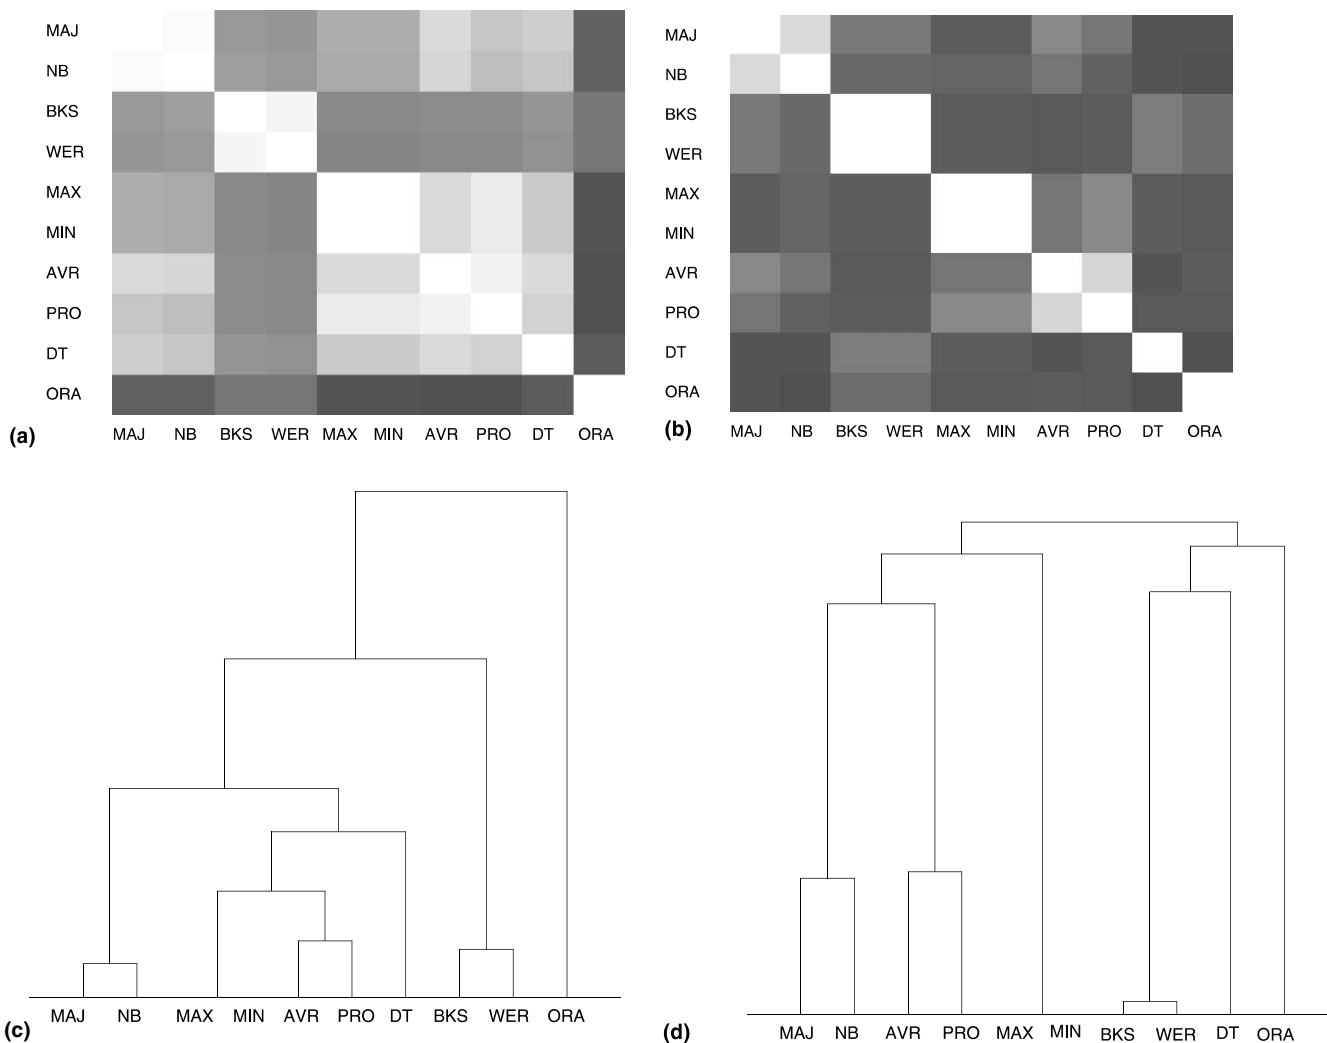 MAJ
NB
BKS
WER
MAX
MIN
AVR
PRO
DT
ORA
(a) MAJ NB BKS WER MAX MIN AVR PRO DT ORA
MAJ
NB
BKS
WER
MAX
MIN
AVR
PRO
DT
ORA
(b) MAJ NB BKS WER MAX MIN AVR PRO DT ORA
(c) MAJ NB MAX MIN AVR PRO DT BKS WER ORA
(d) MAJ NB AVR PRO MAX MIN BKS WER DT ORA